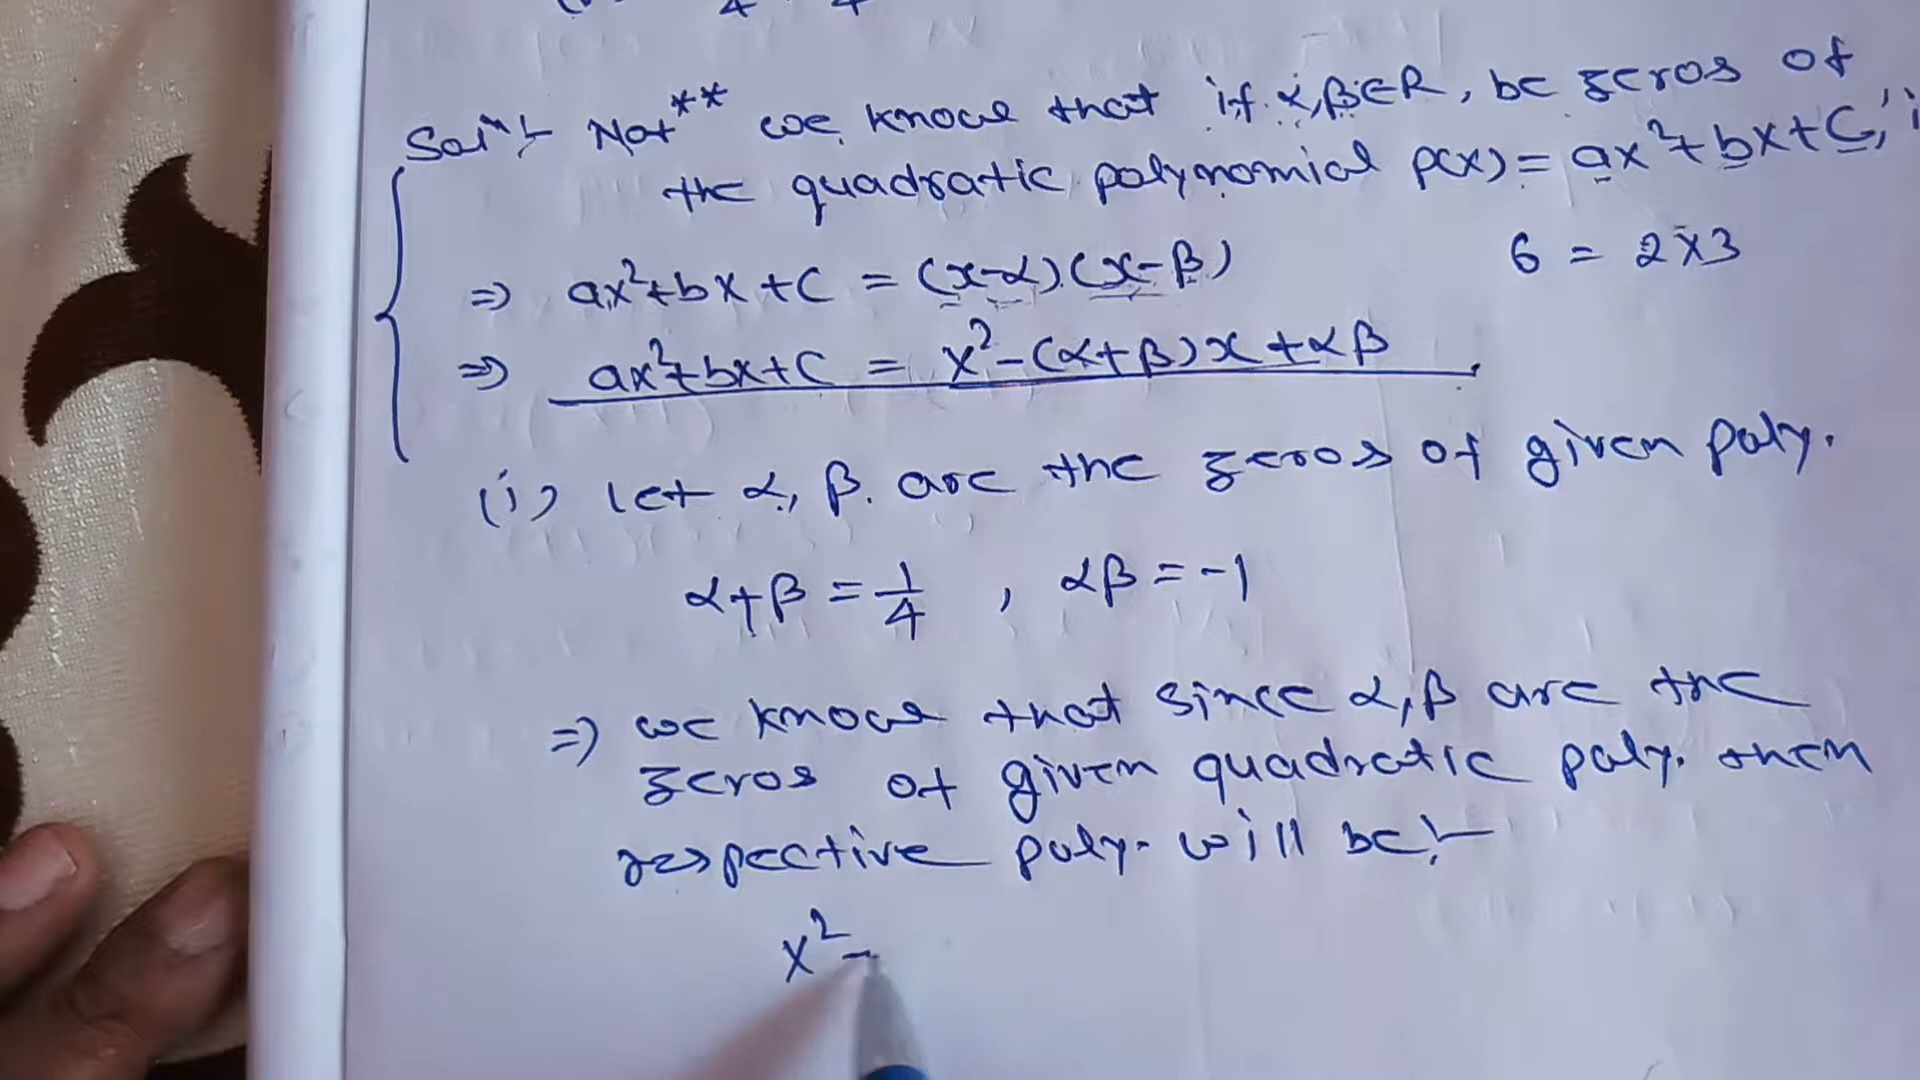 Solⁿ:- Not** we know that if α,β∈R, be zeros of
the quadratic polynomial p(x) = ax²+bx+C,
⇒ ax²+bx+C = (x-α)(x-β)
6 = 2×3
⇒ ax²+bx+C = x²-(α+β)x+αβ
(i) let α, β are the zeros of given poly.
α+β = 1/4 , αβ = -1
⇒ we know that since α,β are the
zeros of given quadratic poly. then
respective poly. will be:-
x² -